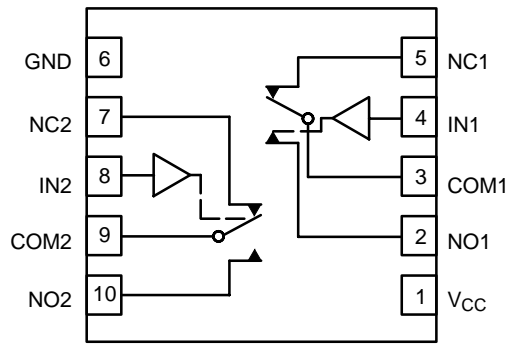 GND 6 5 NC1
NC2 7 4 IN1
IN2 8 3 COM1
COM2 9 2 NO1
NO2 10 1 VCC